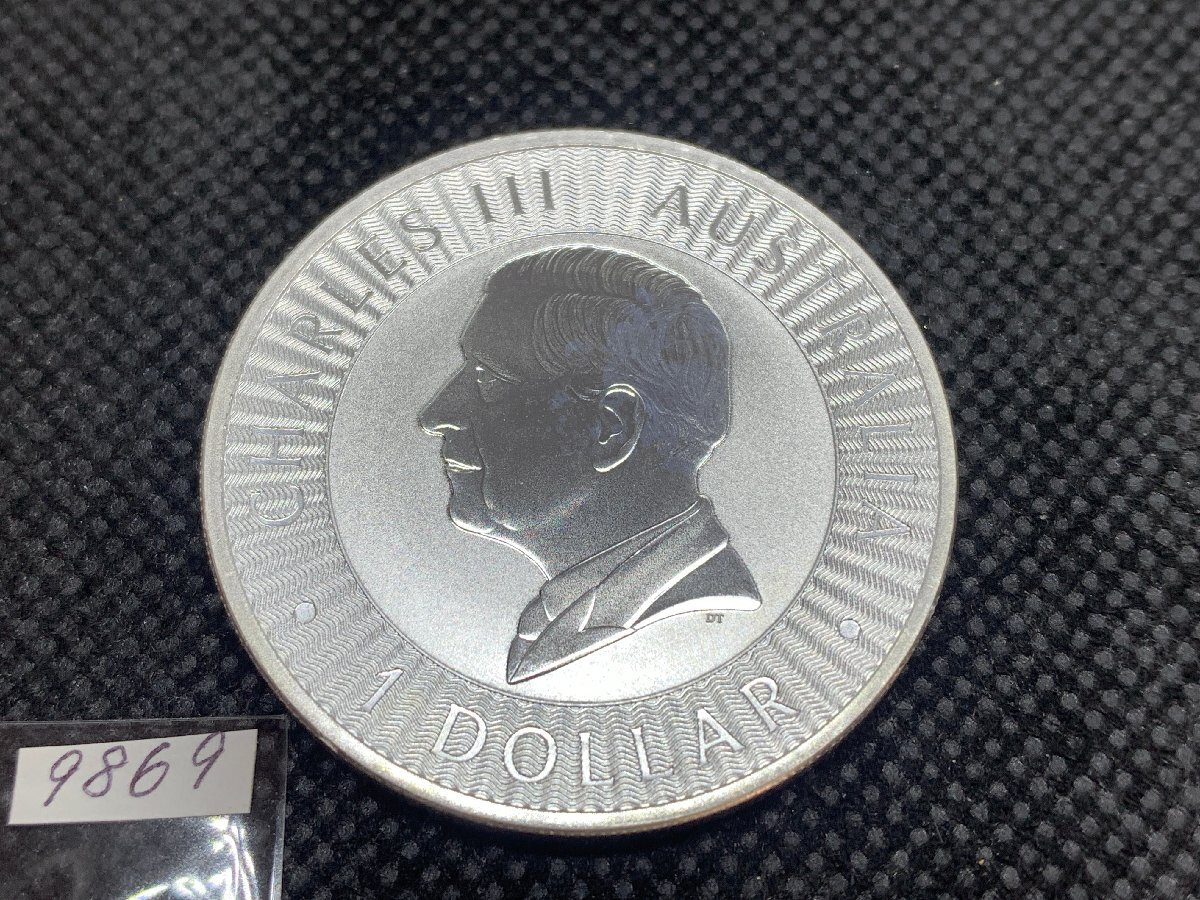 CHARLES III AUSTRALIA
DT
1 DOLLAR
9869